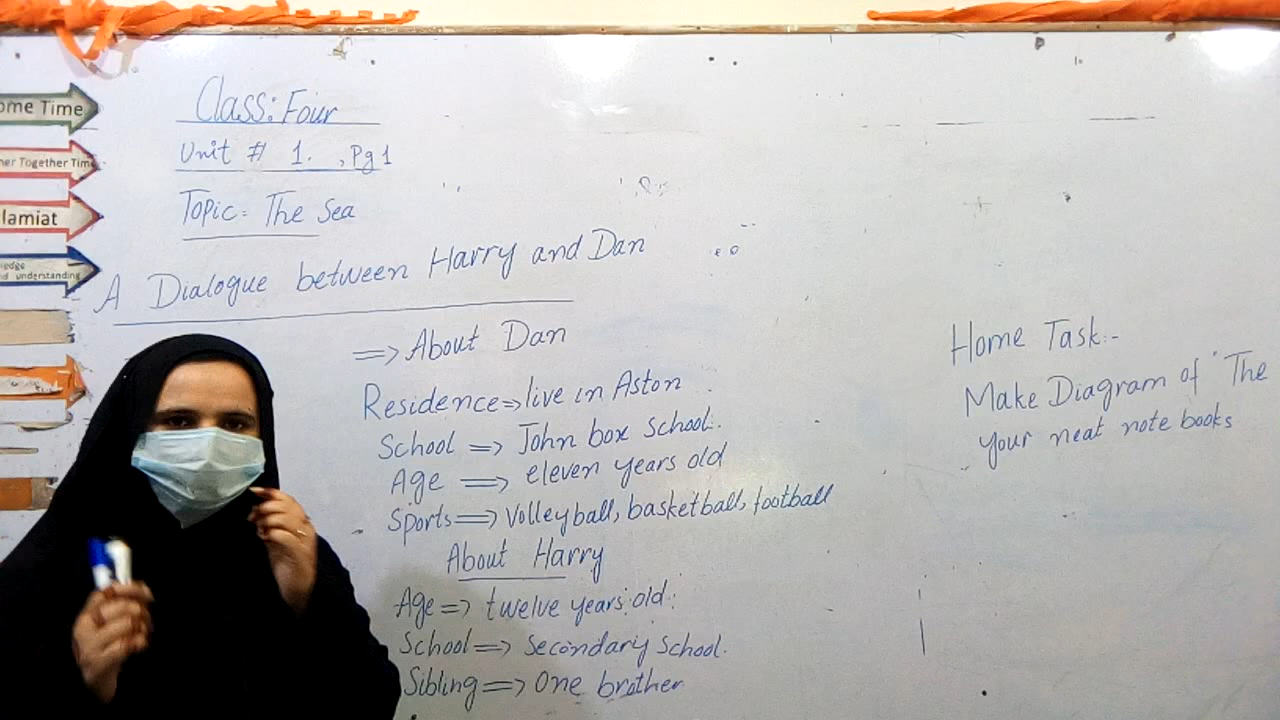 ome Time
her Together Tim
lamiat
edge
d understanding
Class: Four
Unit # 1. , Pg 1
Topic: The Sea
A Dialogue between Harry and Dan
=> About Dan
Residence => live in Aston
School => John box School.
Age => eleven years old
Sports => Volleyball, basketball, football
About Harry
Age => twelve years old
School => Secondary School.
Sibling => One brother
Home Task:-
Make Diagram of "The
your neat note books